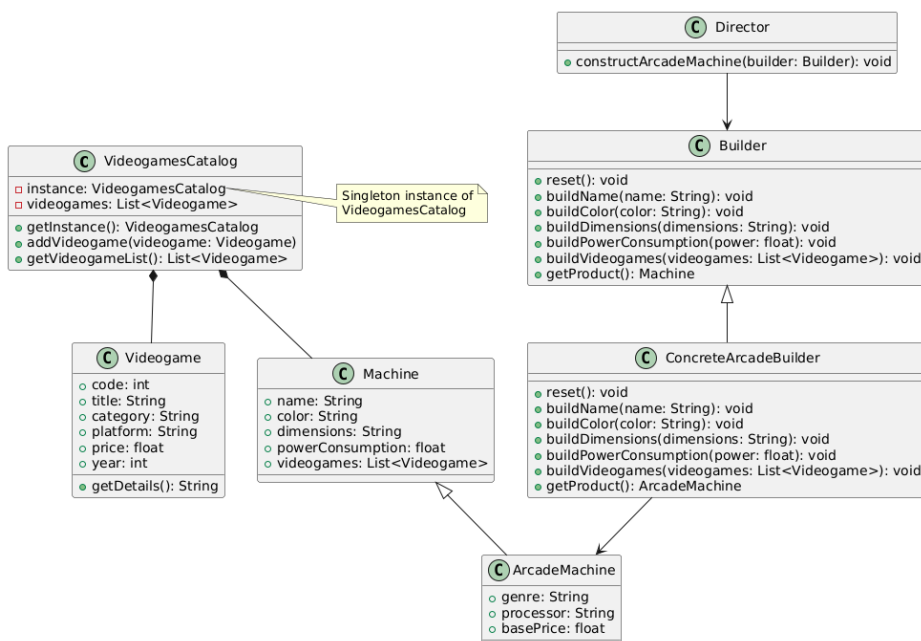 C Director
constructArcadeMachine(builder: Builder): void
C VideogamesCatalog
instance: VideogamesCatalog
videogames: List<Videogame>
getInstance(): VideogamesCatalog
addVideogame(videogame: Videogame)
getVideogameList(): List<Videogame>
Singleton instance of
VideogamesCatalog
C Builder
reset(): void
buildName(name: String): void
buildColor(color: String): void
buildDimensions(dimensions: String): void
buildPowerConsumption(power: float): void
buildVideogames(videogames: List<Videogame>): void
getProduct(): Machine
C Videogame
code: int
title: String
category: String
platform: String
price: float
year: int
getDetails(): String
C Machine
name: String
color: String
dimensions: String
powerConsumption: float
videogames: List<Videogame>
C ConcreteArcadeBuilder
reset(): void
buildName(name: String): void
buildColor(color: String): void
buildDimensions(dimensions: String): void
buildPowerConsumption(power: float): void
buildVideogames(videogames: List<Videogame>): void
getProduct(): ArcadeMachine
C ArcadeMachine
genre: String
processor: String
basePrice: float